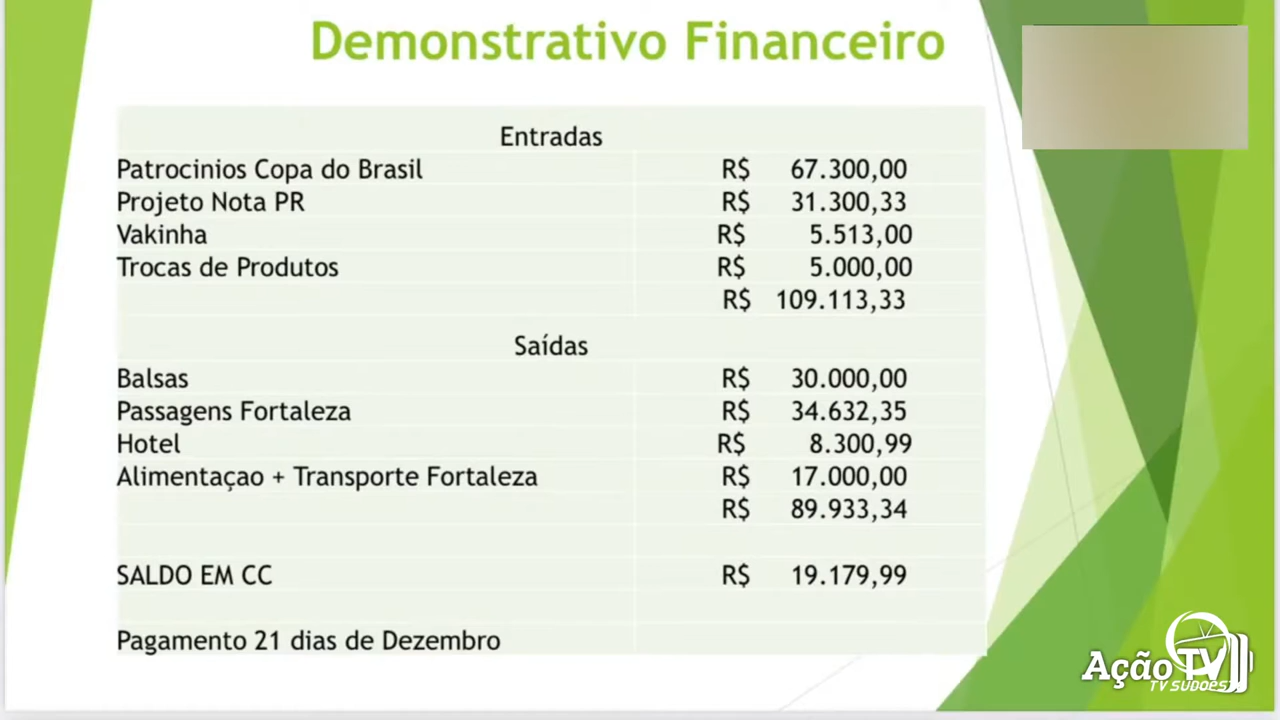 Demonstrativo Financeiro
Entradas
Patrocinios Copa do Brasil R$ 67.300,00
Projeto Nota PR R$ 31.300,33
Vakinha R$ 5.513,00
Trocas de Produtos R$ 5.000,00
R$ 109.113,33
Saídas
Balsas R$ 30.000,00
Passagens Fortaleza R$ 34.632,35
Hotel R$ 8.300,99
Alimentaçao + Transporte Fortaleza R$ 17.000,00
R$ 89.933,34
SALDO EM CC R$ 19.179,99
Pagamento 21 dias de Dezembro
Ação TV
TV SUDOESTE